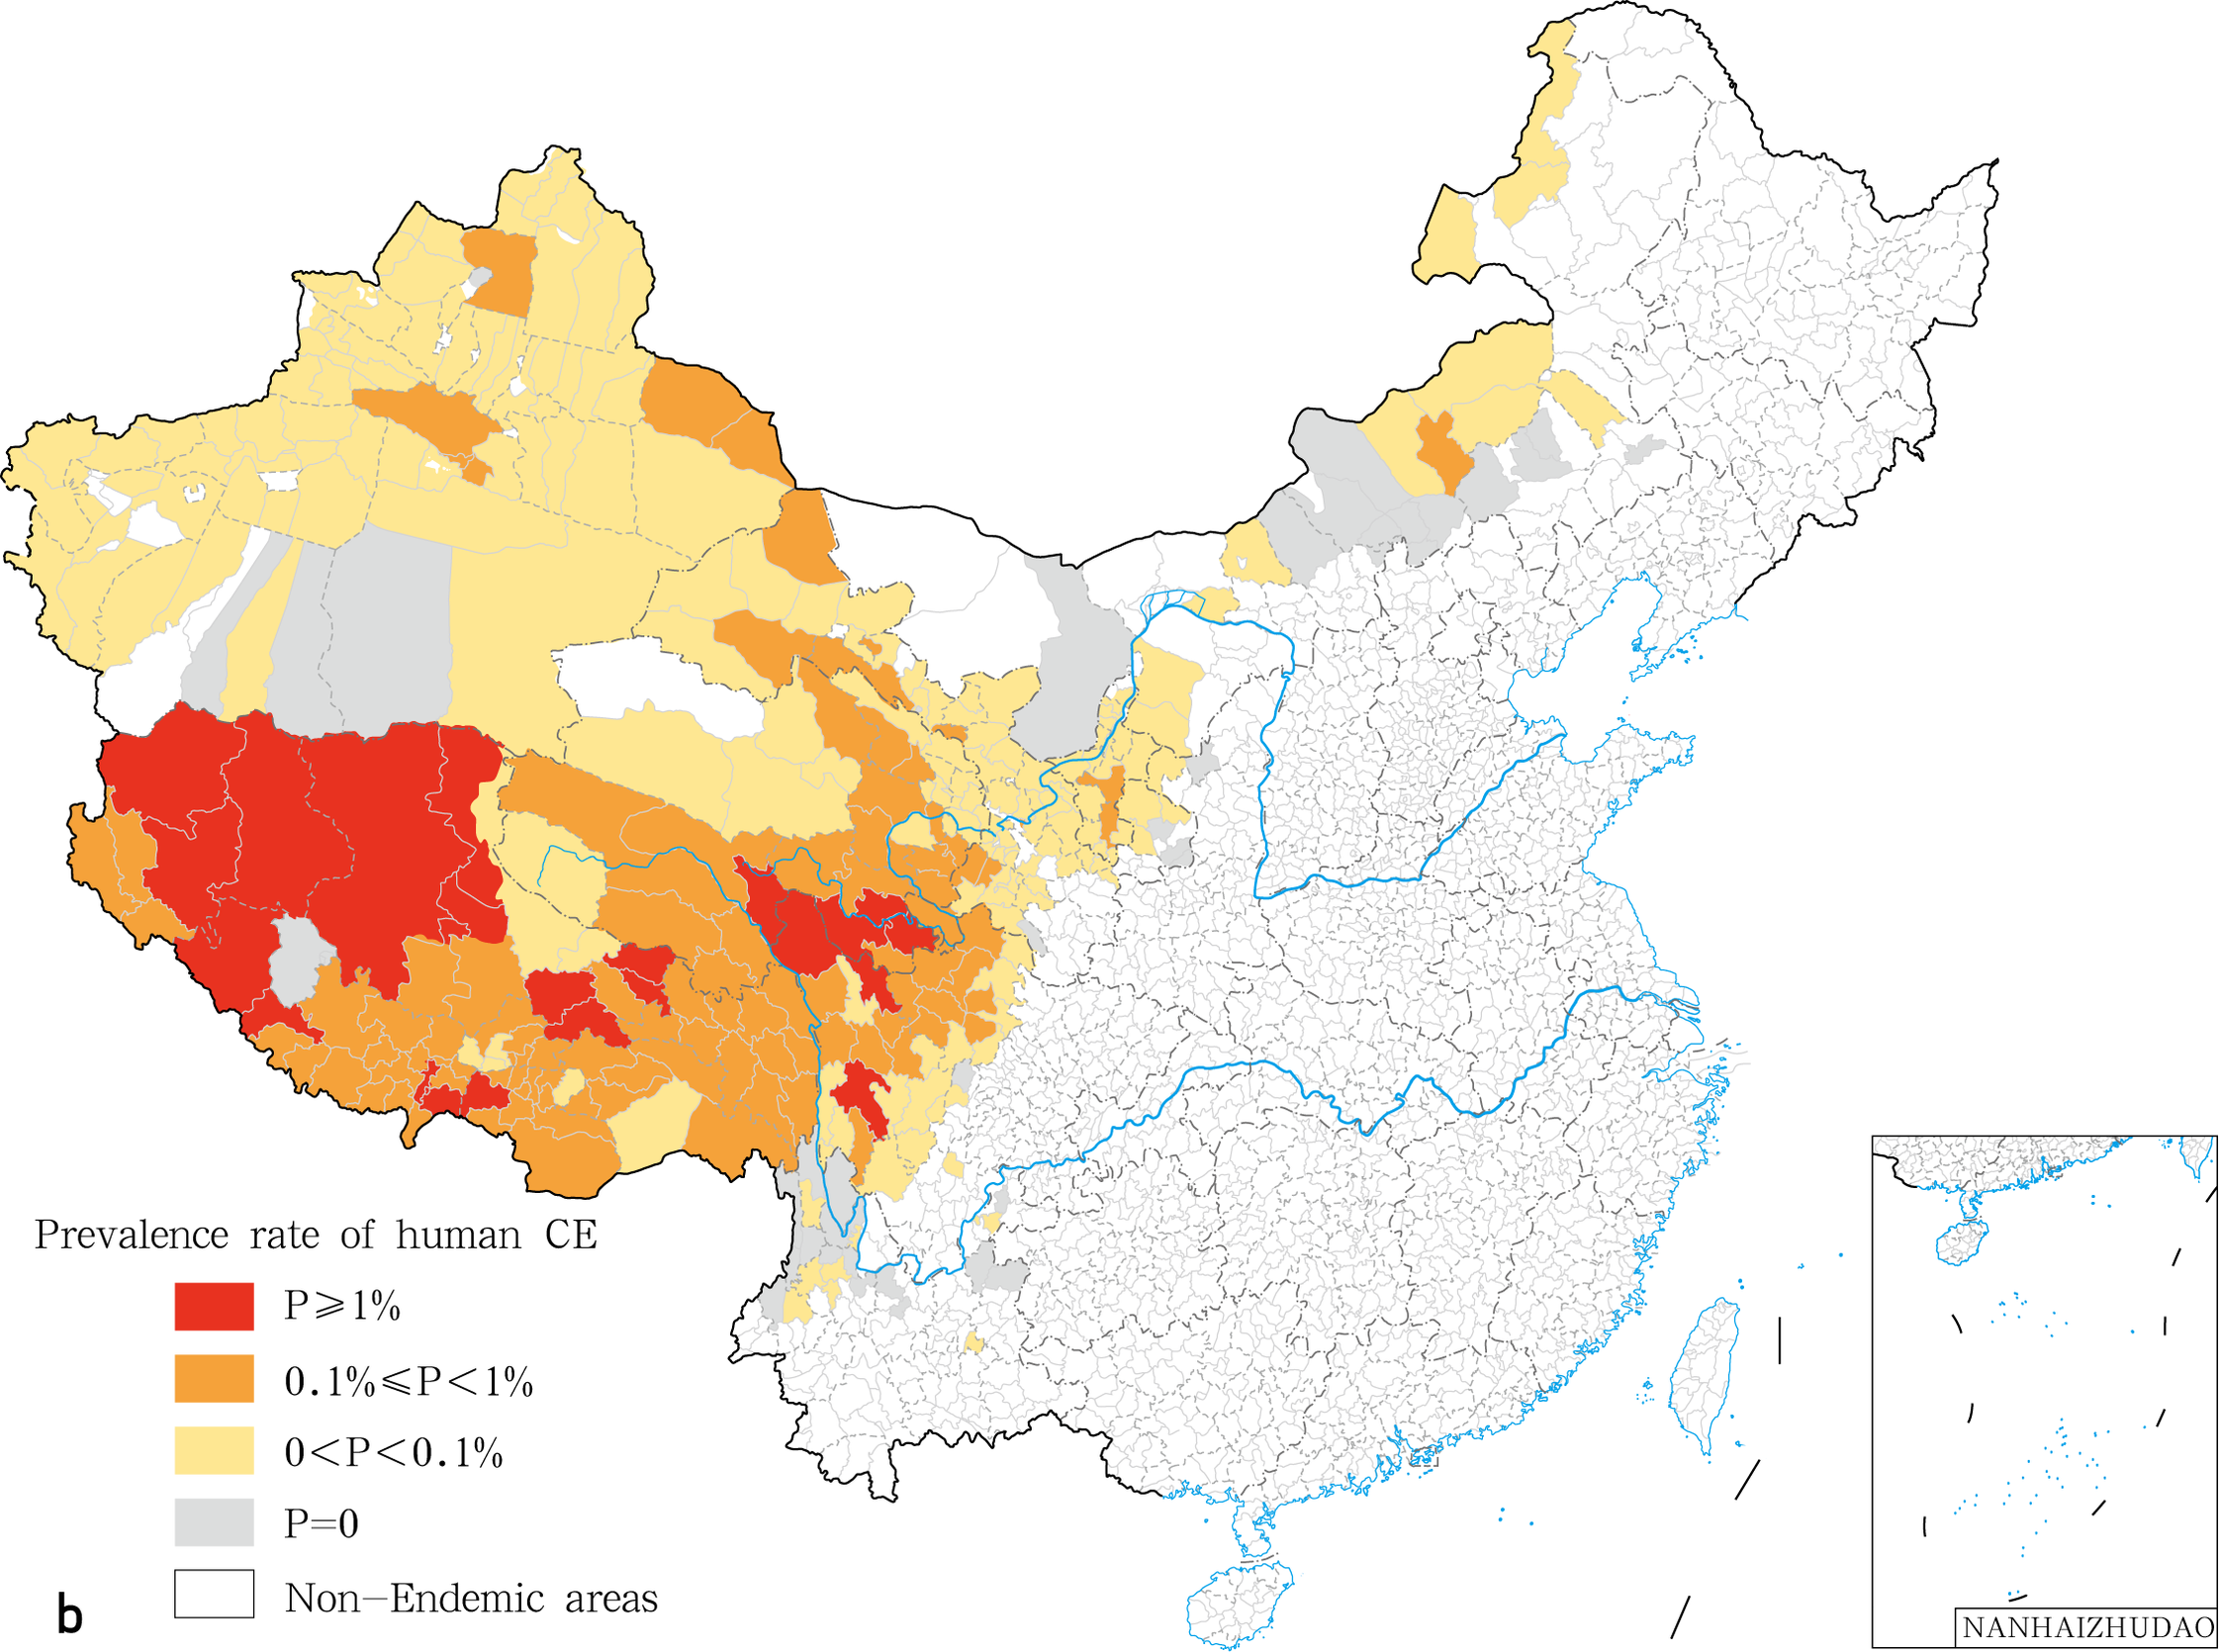 Prevalence rate of human CE
P⩾1%
0.1%⩽P<1%
0<P<0.1%
P=0
Non-Endemic areas
b
NANHAIZHUDAO